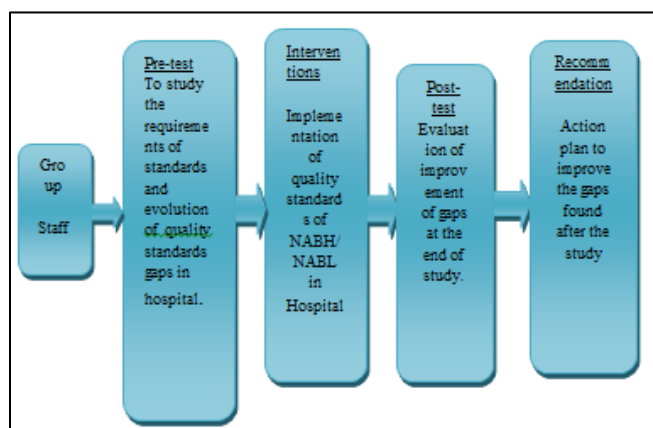 Gro
up
Staff
Pre-test
To study
the
requireme
nts of
standards
and
evolution
of quality
standards
gaps in
hospital.
Interven
tions
Impleme
ntation
of
quality
standard
s of
NABH/
NABL
in
Hospital
Post-
test
Evaluat
ion of
improv
ement
of gaps
at the
end of
study.
Recomm
endation
Action
plan to
improve
the gaps
found
after the
study